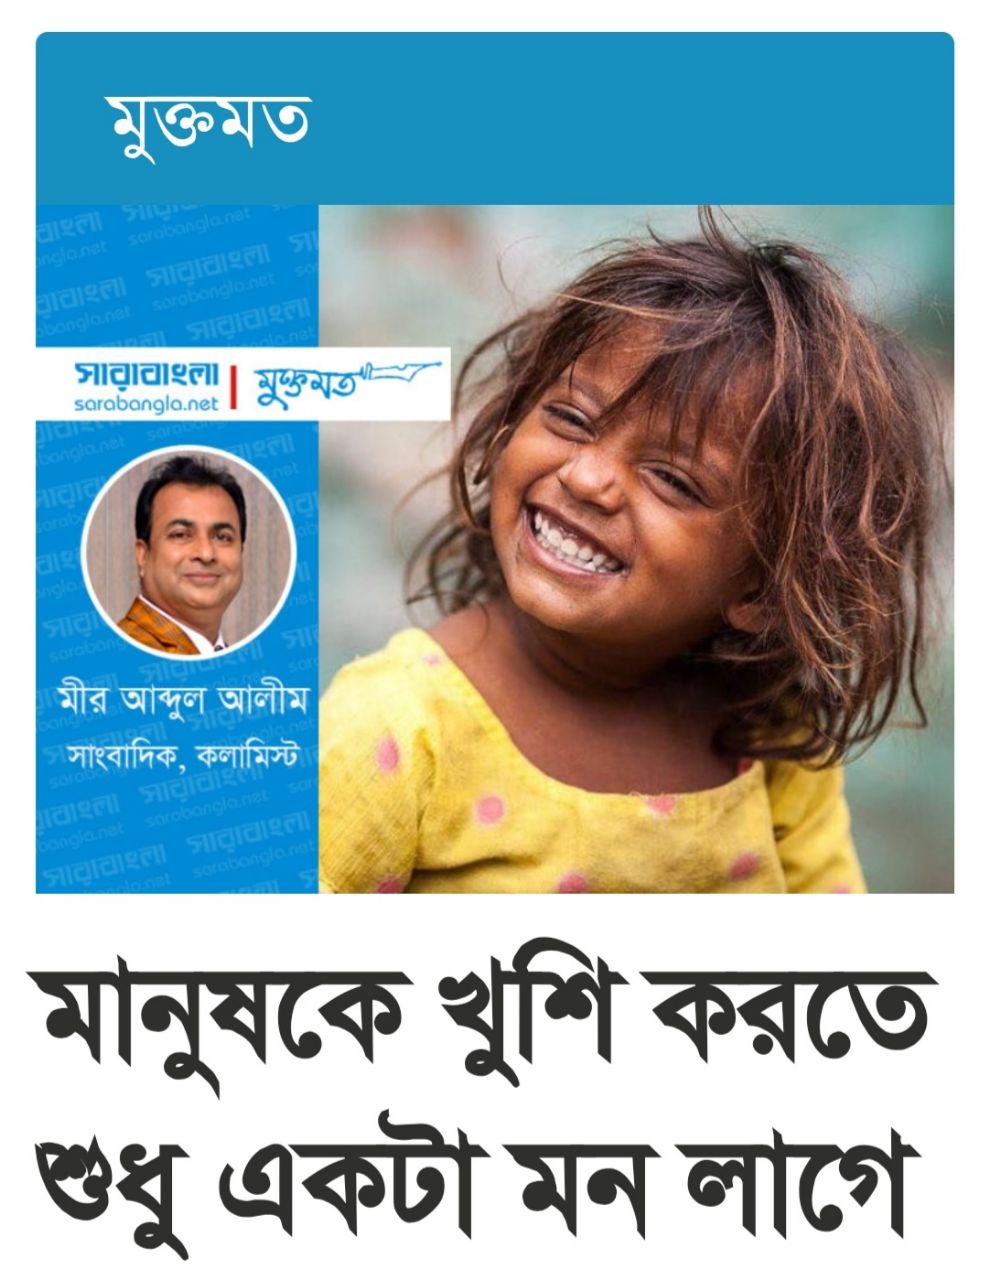 মুক্তমত
সারাবাংলা
sarabangla.net
মুক্তমত
মীর আব্দুল আলীম
সাংবাদিক, কলামিস্ট
মানুষকে খুশি করতে
শুধু একটা মন লাগে